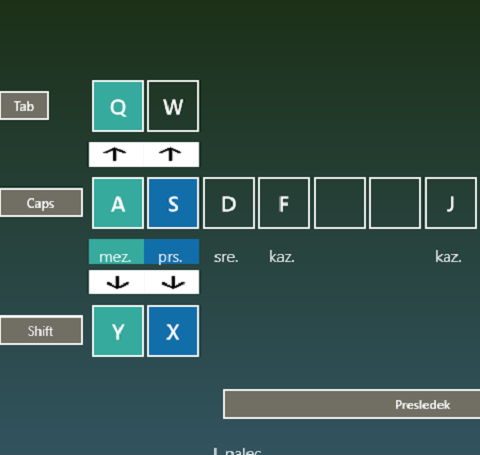 Tab Q W
Caps A S D F J
mez. prs. sre. kaz. kaz.
Shift Y X
Presledek
palec